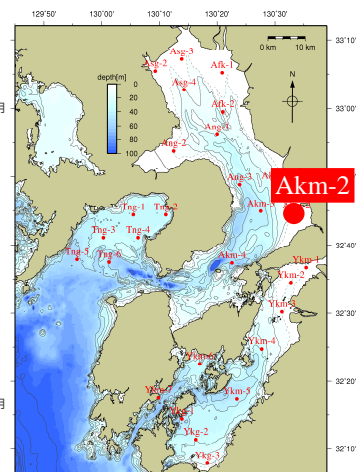 129°50' 130°00' 130°10' 130°20' 130°30'
33°10'
33°00'
32°40'
32°30'
32°20'
32°10'
0 km 10 km
N
depth[m]
0
20
40
60
80
100
Asg-3
Asg-2
Afk-1
Asg-4
Afk-2
Ang-2
Ang-3
Akm-2
Tng-1
Tng-2
Tng-3
Tng-4
Tng-5
Tng-6
Akm-4
Ykm-1
Ykm-2
Ykm-3
Ykm-4
Ykm-5
Ykg-2
Ykg-3